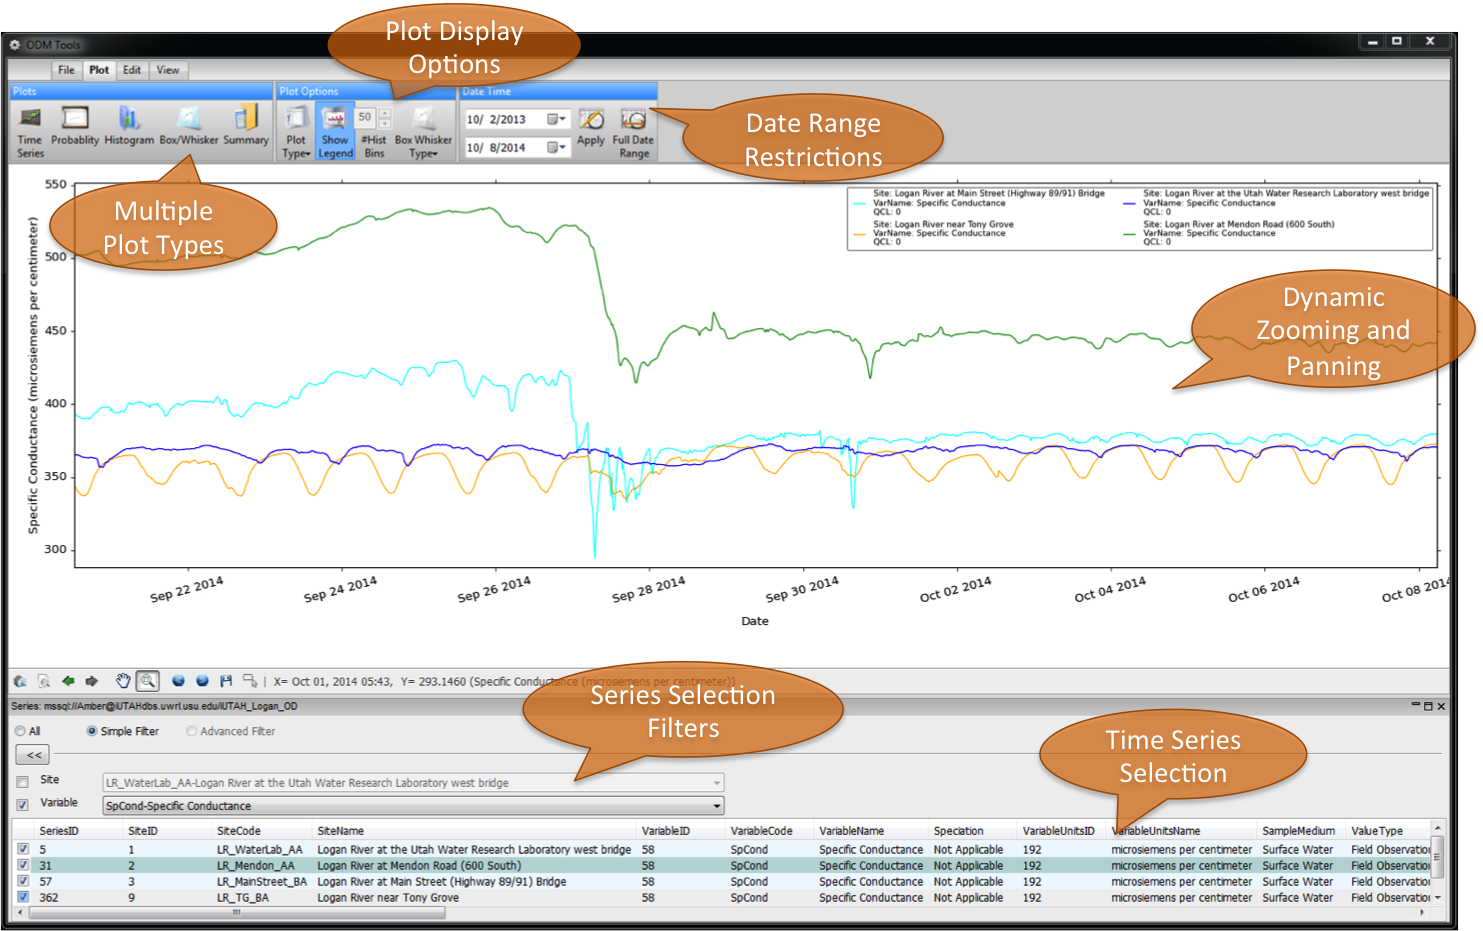 Plot Display
Options
ODM Tools
File Plot Edit View
Plots
Plot Options
Date Time
Time
Series
Probablity
Histogram
Box/Whisker
Summary
Plot
Type
Show
Legend
50
#Hist
Bins
Box Whisker
Type
10/ 2/2013
10/ 8/2014
Apply
Full Date
Range
Date Range
Restrictions
Multiple
Plot Types
Site: Logan River at Main Street (Highway 89/91) Bridge
VarName: Specific Conductance
QCL: 0
Site: Logan River near Tony Grove
VarName: Specific Conductance
QCL: 0
Site: Logan River at the Utah Water Research Laboratory west bridge
VarName: Specific Conductance
QCL: 0
Site: Logan River at Mendon Road (600 South)
VarName: Specific Conductance
QCL: 0
Specific Conductance (microsiemens per centimeter)
550
500
450
400
350
300
Dynamic
Zooming and
Panning
Sep 22 2014
Sep 24 2014
Sep 26 2014
Sep 28 2014
Sep 30 2014
Oct 02 2014
Oct 04 2014
Oct 06 2014
Oct 08 2014
Date
X= Oct 01, 2014 05:43, Y= 293.1460 (Specific Conductance (microsiemens per centimeter))
Series: mssql://Amber@iUTAHdbs.uwrl.usu.edu/iUTAH_Logan_OD
Series Selection
Filters
All Simple Filter Advanced Filter
<<
Time Series
Selection
Site LR_WaterLab_AA-Logan River at the Utah Water Research Laboratory west bridge
Variable SpCond-Specific Conductance
SeriesID SiteID SiteCode SiteName VariableID VariableCode VariableName Speciation VariableUnitsID VariableUnitsName SampleMedium ValueType
5 1 LR_WaterLab_AA Logan River at the Utah Water Research Laboratory west bridge 58 SpCond Specific Conductance Not Applicable 192 microsiemens per centimeter Surface Water Field Observation
31 2 LR_Mendon_AA Logan River at Mendon Road (600 South) 58 SpCond Specific Conductance Not Applicable 192 microsiemens per centimeter Surface Water Field Observation
57 3 LR_MainStreet_BA Logan River at Main Street (Highway 89/91) Bridge 58 SpCond Specific Conductance Not Applicable 192 microsiemens per centimeter Surface Water Field Observation
362 9 LR_TG_BA Logan River near Tony Grove 58 SpCond Specific Conductance Not Applicable 192 microsiemens per centimeter Surface Water Field Observation